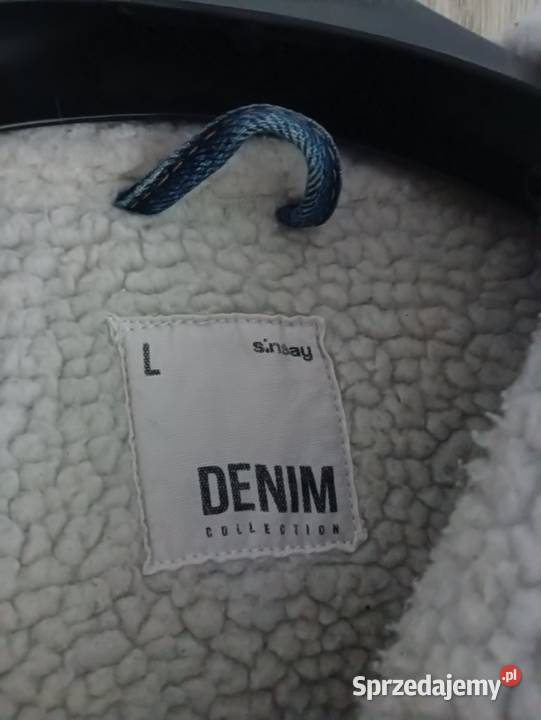 L
sinsay
DENIM
COLLECTION
Sprzedajemy.pl